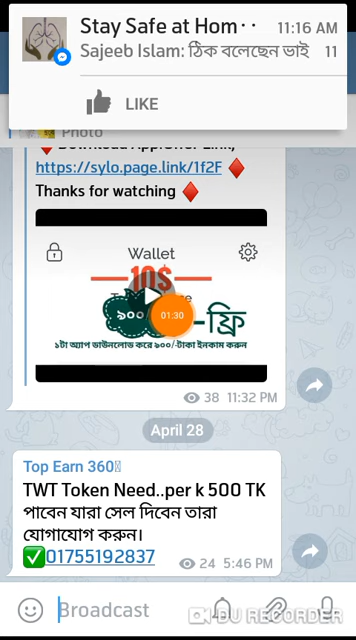 Stay Safe at Hom··
11:16 AM
Sajeeb Islam: ঠিক বলেছেন ভাই
11
LIKE
Photo
https://sylo.page.link/1f2F
Thanks for watching
Wallet
10$
৯০০
01:30
-ফ্রি
১টা অ্যাপ ডাউনলোড করে ৯০০/-টাকা ইনকাম করুন
38 11:32 PM
April 28
Top Earn 360
TWT Token Need..per k 500 TK
পাবেন যারা সেল দিবেন তারা
যোগাযোগ করুন।
01755192837
24 5:46 PM
Broadcast
DU RECORDER